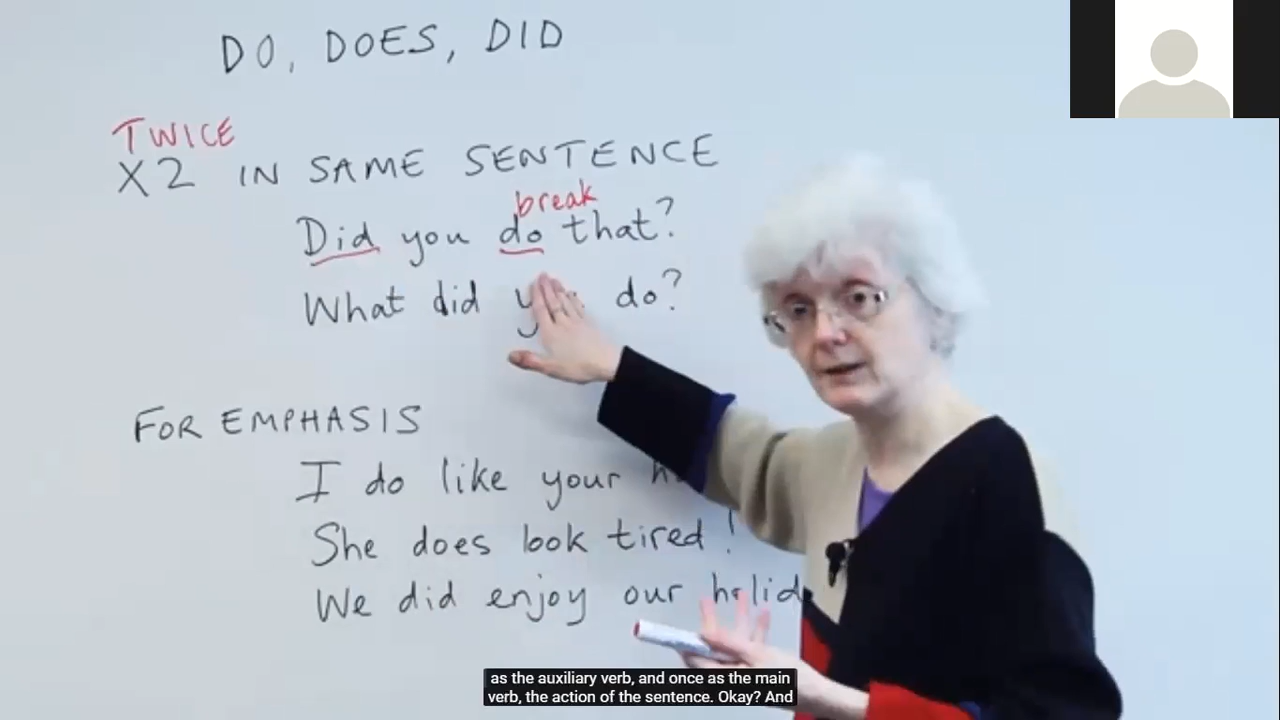 DO, DOES, DID
TWICE
X2 IN SAME SENTENCE
break
Did you do that?
What did do?
FOR EMPHASIS
I do like your
She does look tired!
We did enjoy our
as the auxiliary verb, and once as the main
verb, the action of the sentence. Okay? And